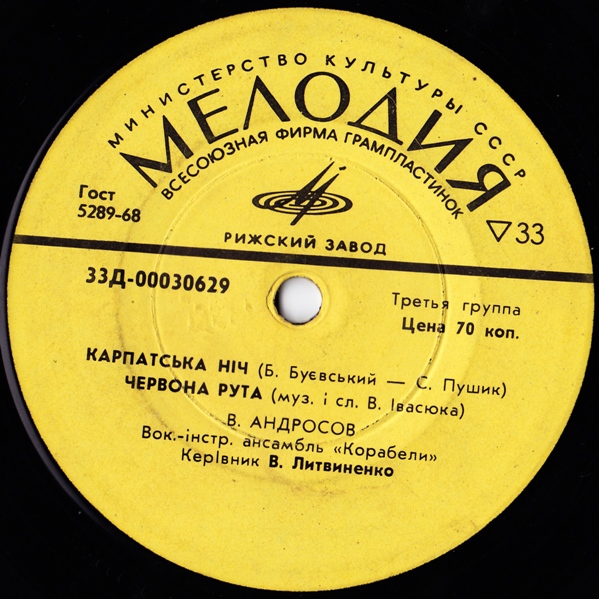 МИНИСТЕРСТВО КУЛЬТУРЫ СССР
МЕЛОДИЯ
ВСЕСОЮЗНАЯ ФИРМА ГРАМПЛАСТИНОК
Гост
5289-68
РИЖСКИЙ ЗАВОД
▽33
33Д-00030629
Третья группа
Цена 70 коп.
КАРПАТСЬКА НІЧ (Б. Буєвський — С. Пушик)
ЧЕРВОНА РУТА (муз. і сл. В. Івасюка)
В. АНДРОСОВ
Вок.-інстр. ансамбль «Корабели»
Керівник В. Литвиненко